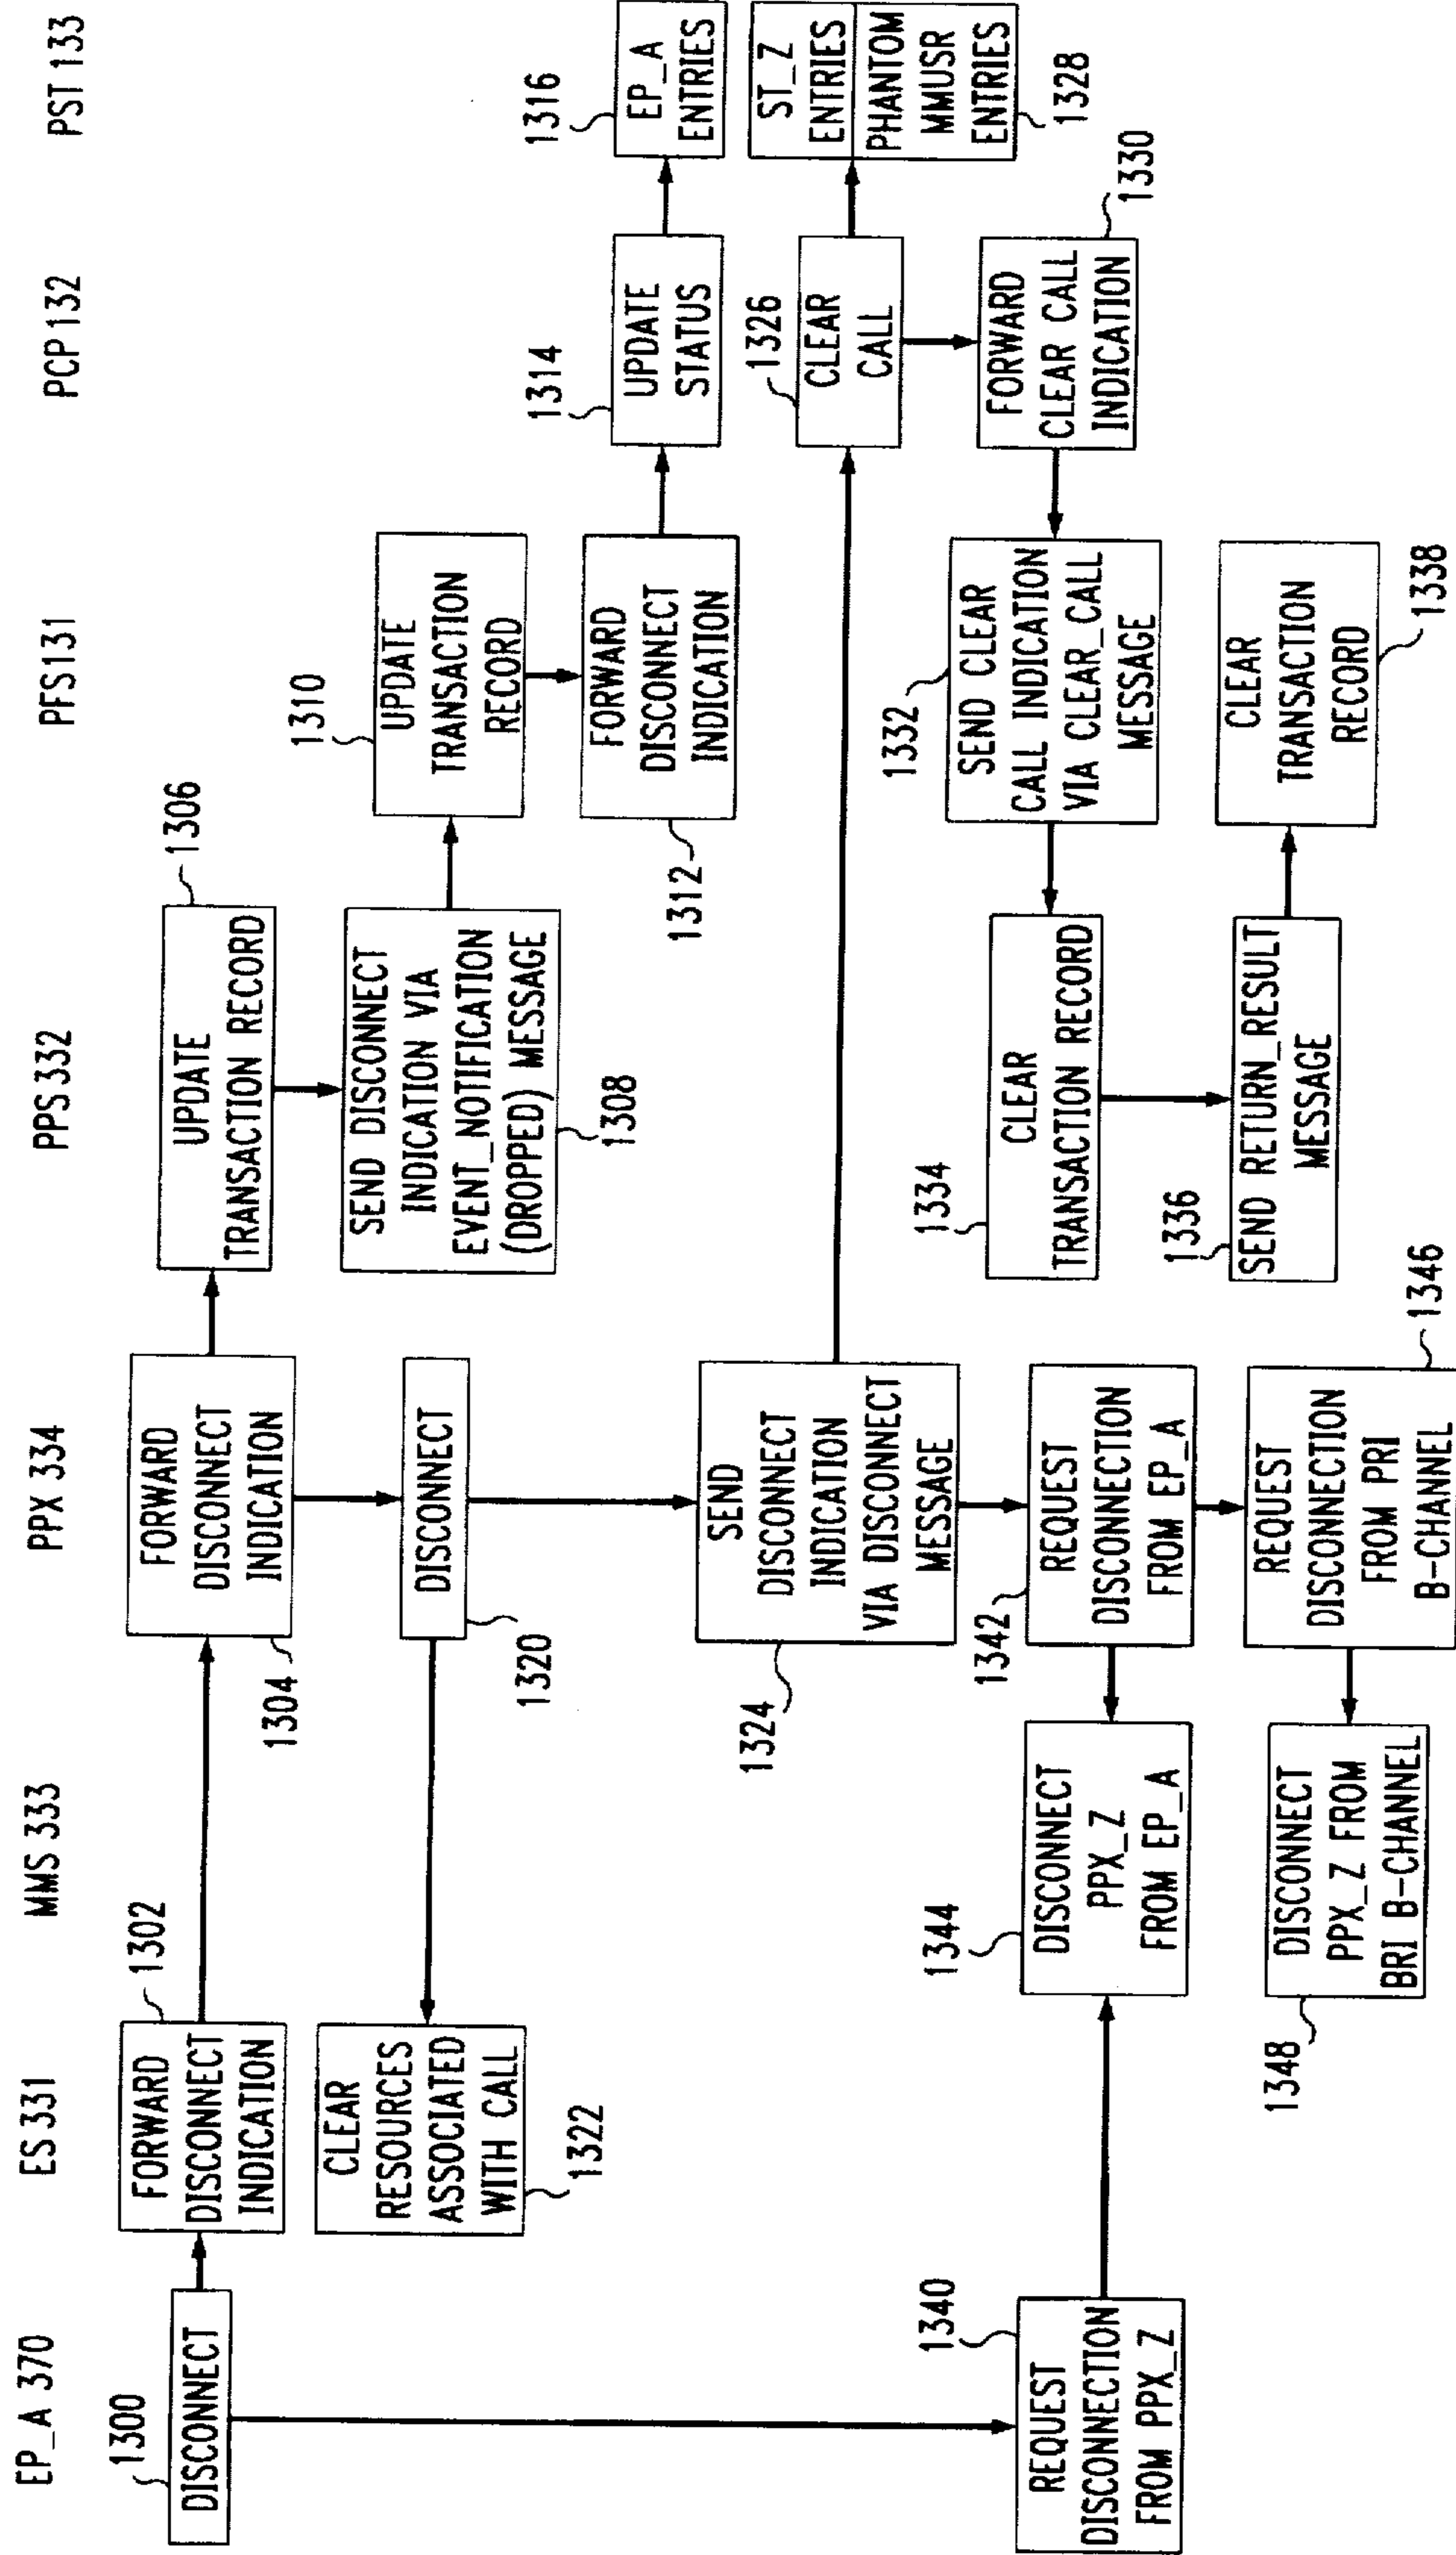 EP_A 370
ES 331
MMS 333
PPX 334
PPS 332
PFS131
PCP 132
PST 133
1300
DISCONNECT
1302
FORWARD
DISCONNECT
INDICATION
1304
FORWARD
DISCONNECT
INDICATION
1306
UPDATE
TRANSACTION RECORD
1308
SEND DISCONNECT
INDICATION VIA
EVENT_NOTIFICATION
(DROPPED) MESSAGE
1310
UPDATE
TRANSACTION
RECORD
1312
FORWARD
DISCONNECT
INDICATION
1314
UPDATE
STATUS
1316
EP_A
ENTRIES
1320
DISCONNECT
1322
CLEAR
RESOURCES
ASSOCIATED
WITH CALL
1324
SEND
DISCONNECT
INDICATION
VIA DISCONNECT
MESSAGE
1326
CLEAR
CALL
1328
ST_Z
ENTRIES
PHANTOM
MMUSR
ENTRIES
1330
FORWARD
CLEAR CALL
INDICATION
1332
SEND CLEAR
CALL INDICATION
VIA CLEAR_CALL
MESSAGE
1334
CLEAR
TRANSACTION RECORD
1336
SEND RETURN_RESULT
MESSAGE
1338
CLEAR
TRANSACTION
RECORD
1340
REQUEST
DISCONNECTION
FROM PPX_Z
1342
REQUEST
DISCONNECTION
FROM EP_A
1344
DISCONNECT
PPX_Z
FROM EP_A
1346
REQUEST
DISCONNECTION
FROM PRI
B-CHANNEL
1348
DISCONNECT
PPX_Z FROM
BRI B-CHANNEL